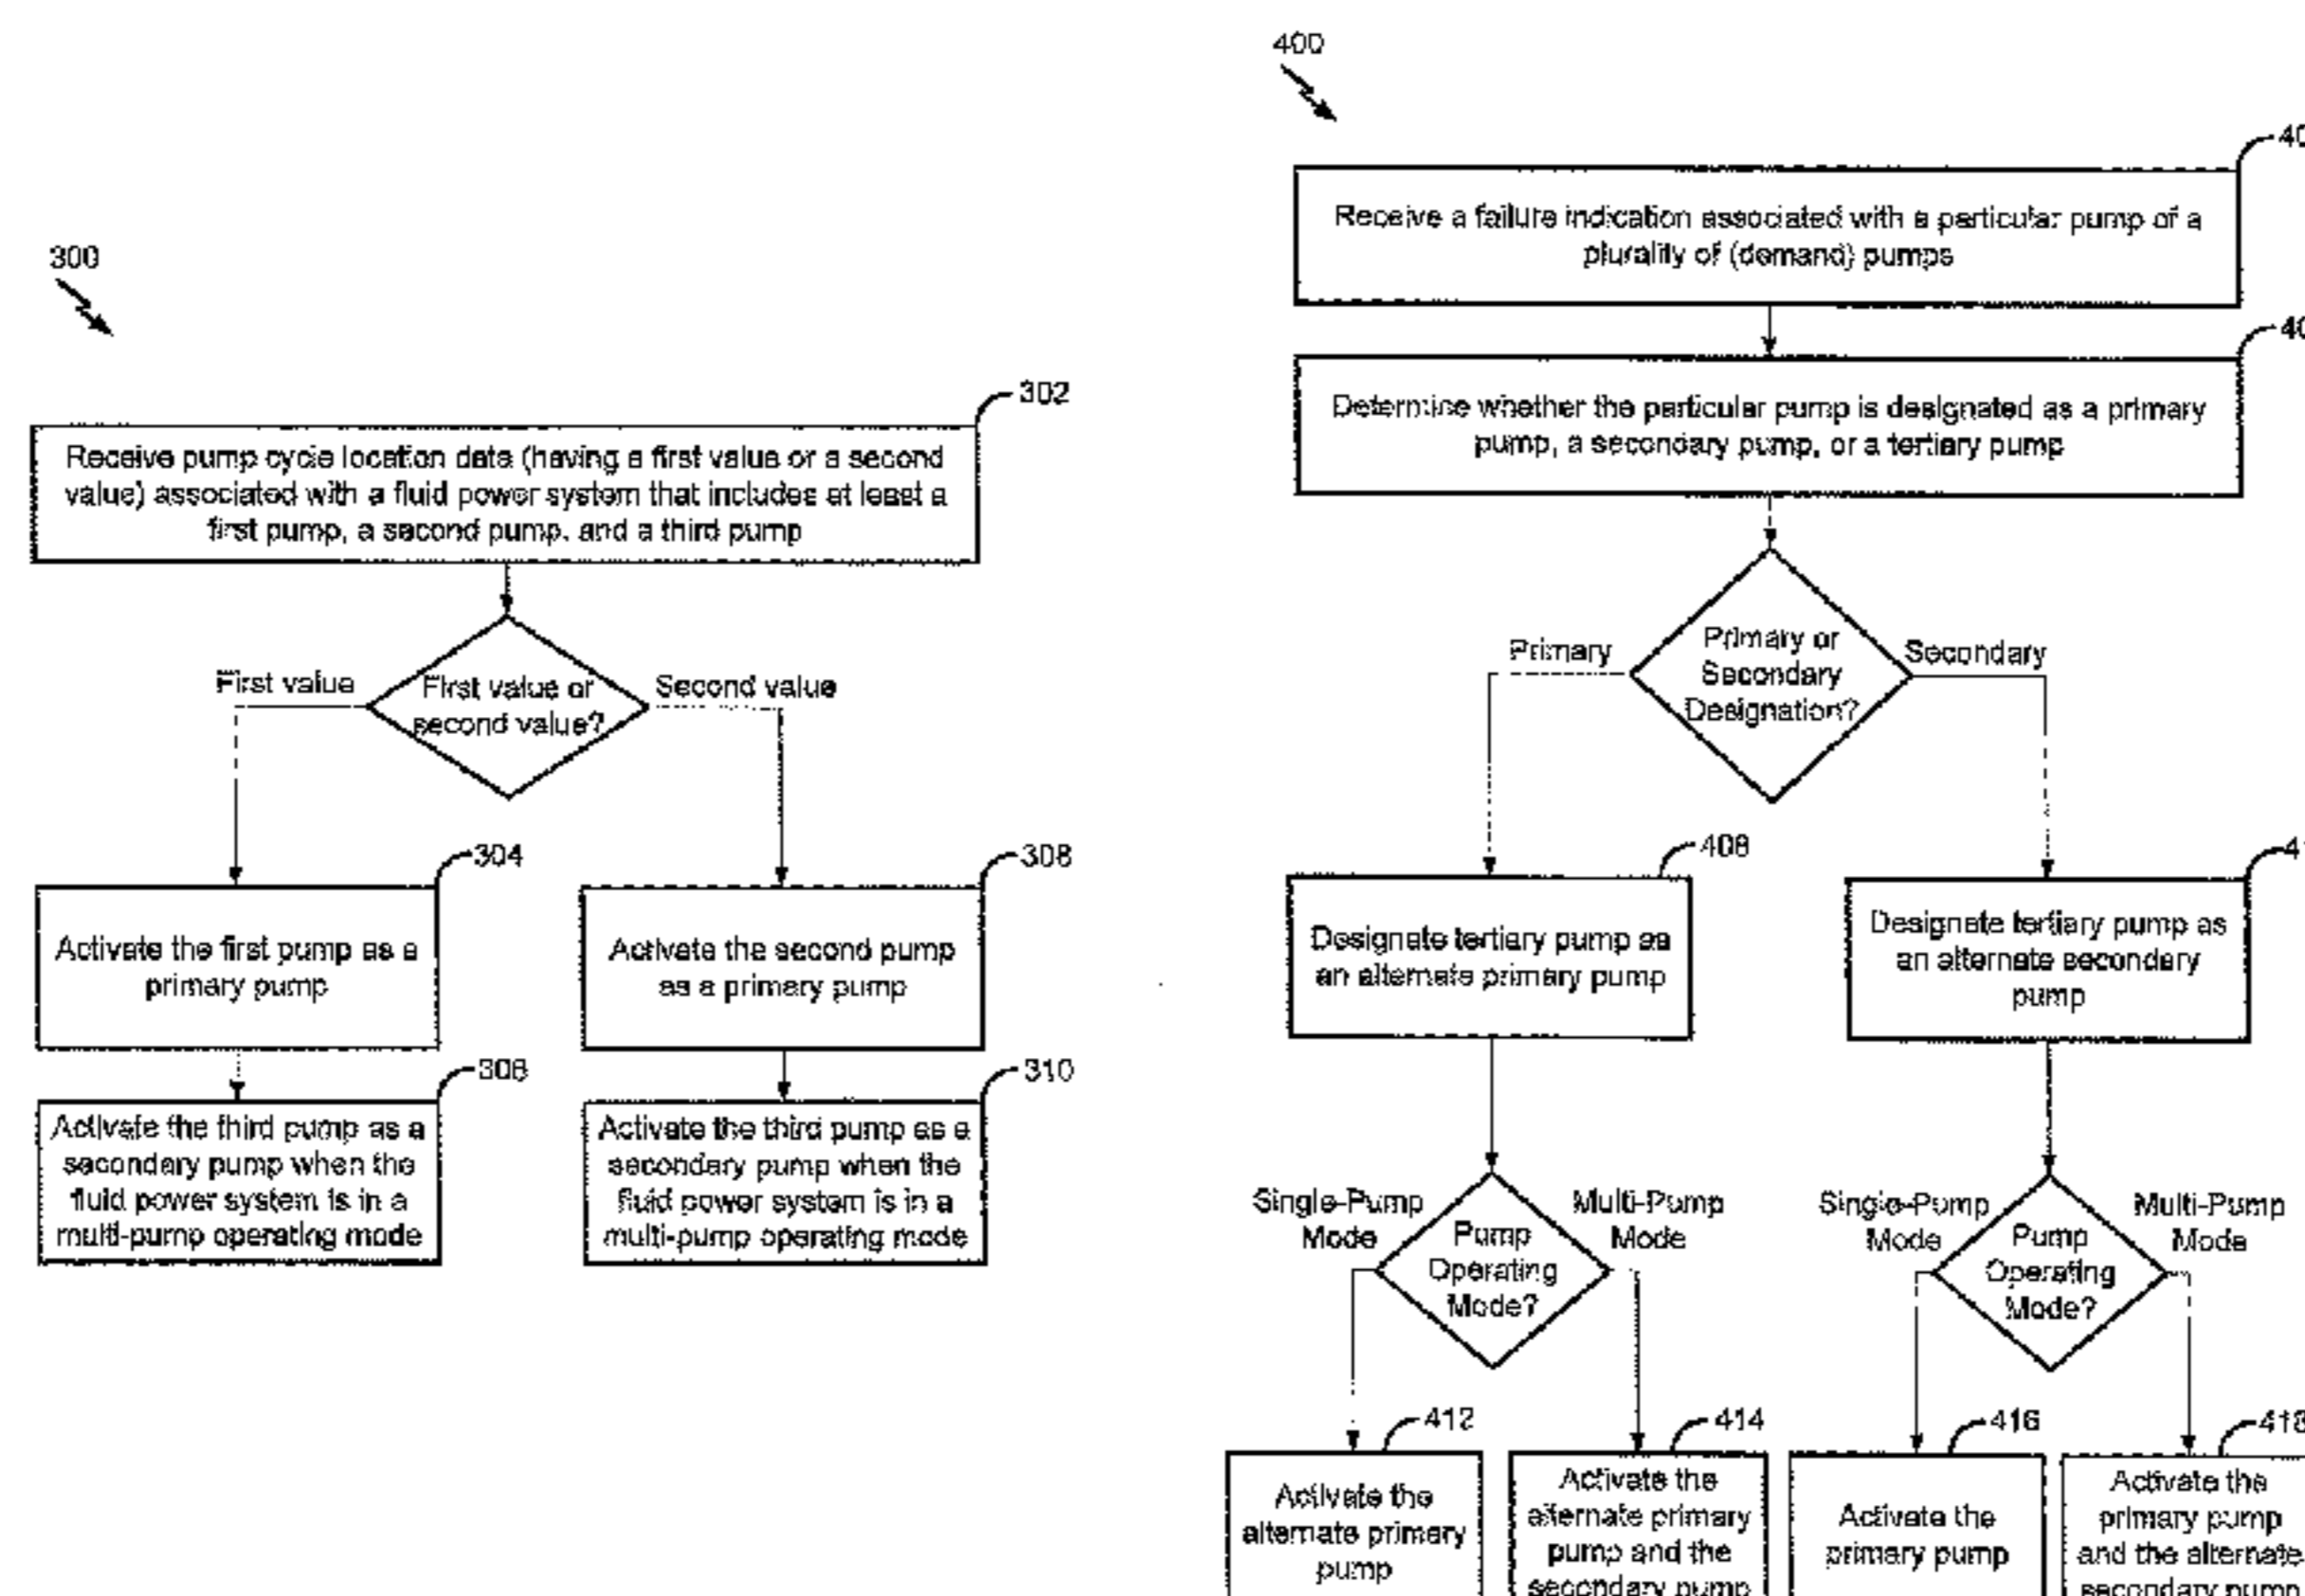 300
302
Receive pump cycle location data (having a first value or a second
value) associated with a fluid power system that includes at least a
first pump, a second pump, and a third pump
First value
First value or
second value?
Second value
304
Activate the first pump as a
primary pump
308
Activate the second pump
as a primary pump
306
Activate the third pump as a
secondary pump when the
fluid power system is in a
multi-pump operating mode
310
Activate the third pump as a
secondary pump when the
fluid power system is in a
multi-pump operating mode
400
Receive a failure indication associated with a particular pump of a
plurality of (demand) pumps
Determine whether the particular pump is designated as a primary
pump, a secondary pump, or a tertiary pump
Primary
Primary or
Secondary
Designation?
Secondary
408
Designate tertiary pump as
an alternate primary pump
Designate tertiary pump as
an alternate secondary
pump
Single-Pump
Mode
Pump
Operating
Mode?
Multi-Pump
Mode
Single-Pump
Mode
Pump
Operating
Mode?
Multi-Pump
Mode
412
Activate the
alternate primary
pump
414
Activate the
alternate primary
pump and the
secondary pump
416
Activate the
primary pump
418
Activate the
primary pump
and the alternate
secondary pump